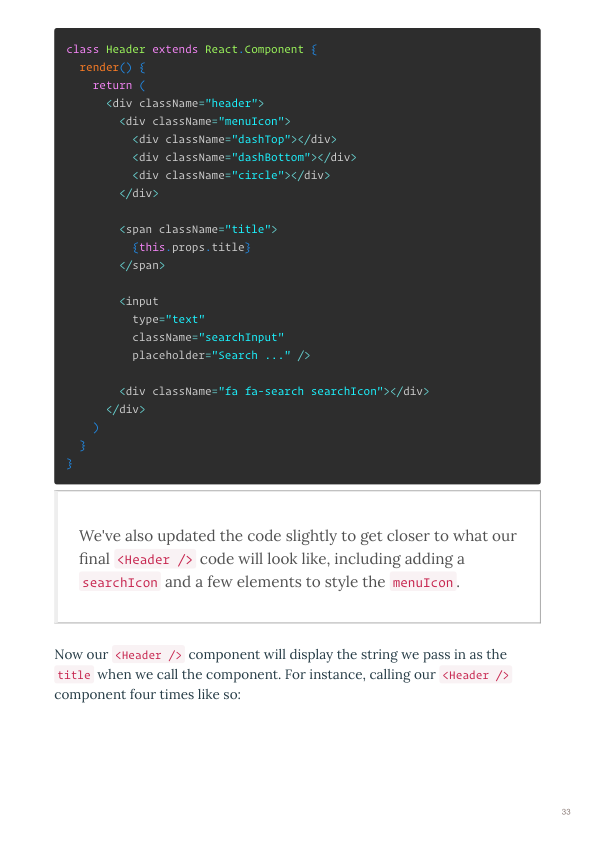 class Header extends React.Component {
  render() {
    return (
      <div className="header">
        <div className="menuIcon">
          <div className="dashTop"></div>
          <div className="dashBottom"></div>
          <div className="circle"></div>
        </div>

        <span className="title">
          {this.props.title}
        </span>

        <input
          type="text"
          className="searchInput"
          placeholder="Search ..." />

        <div className="fa fa-search searchIcon"></div>
      </div>
    )
  }
}
We've also updated the code slightly to get closer to what our
final <Header /> code will look like, including adding a
searchIcon and a few elements to style the menuIcon.
Now our <Header /> component will display the string we pass in as the
title when we call the component. For instance, calling our <Header />
component four times like so:
33